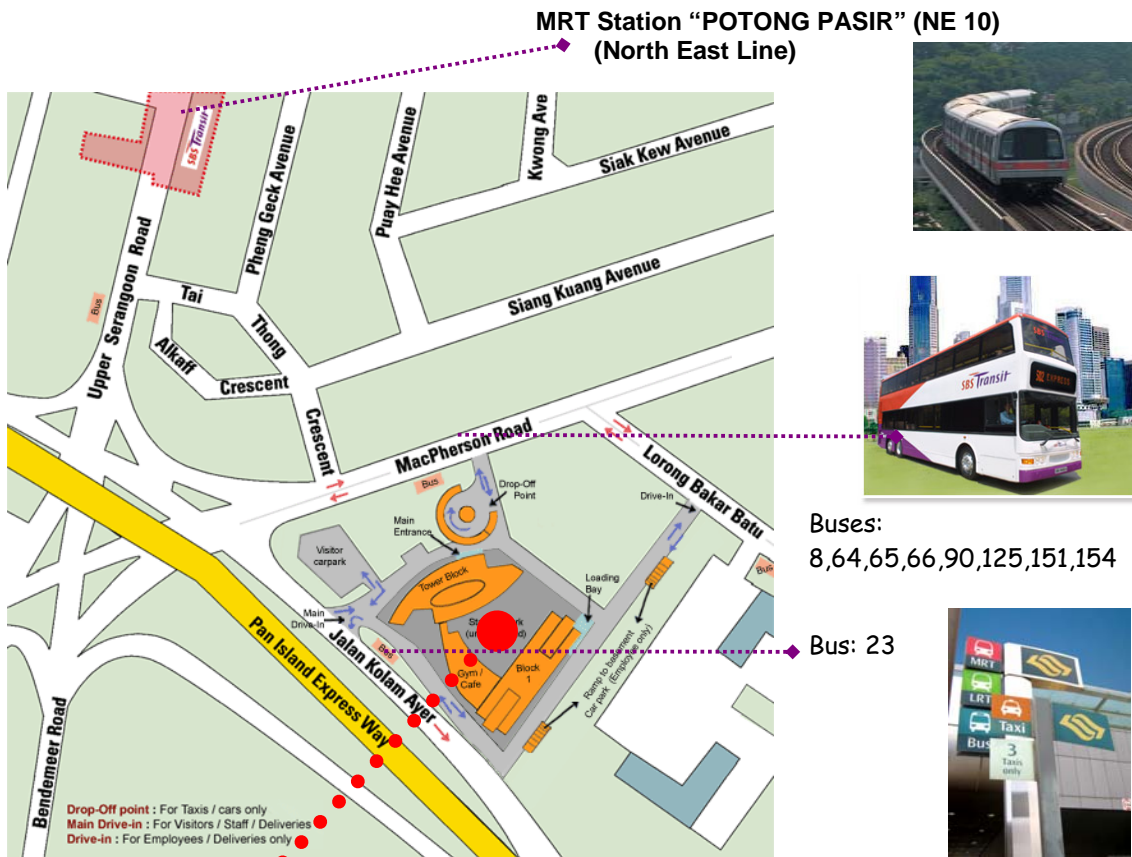 MRT Station “POTONG PASIR” (NE 10)
(North East Line)
SBS Transit
Upper Serangoon Road
Pheng Geck Avenue
Puay Hee Avenue
Kwong Ave
Siak Kew Avenue
Siang Kuang Avenue
Bus
Tai
Thong
Crescent
Alkaff
Crescent
MacPherson Road
Lorong Bakar Batu
Bus
Drop-Off
Point
Drive-In
Main
Entrance
Visitor
carpark
Tower Block
Loading
Bay
Bus
Main
Drive-In
Jalan Kolam Ayer
Bus
Gym /
Cafe
Block
1
Ramp to basement
Car park (Employee only)
Pan Island Express Way
Bendemeer Road
Drop-Off point : For Taxis / cars only
Main Drive-in : For Visitors / Staff / Deliveries
Drive-in : For Employees / Deliveries only
SBS
SBS Transit
502 EXPRESS
Buses:
8,64,65,66,90,125,151,154
Bus: 23
MRT
LRT
Taxi
Bus
3
Taxis
only